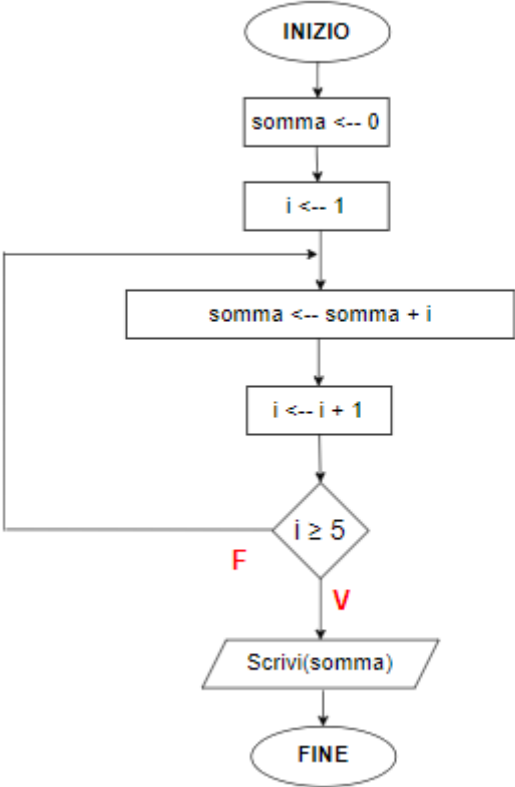 INIZIO
somma <-- 0
i <-- 1
somma <-- somma + i
i <-- i + 1
i ≥ 5
F
V
Scrivi(somma)
FINE